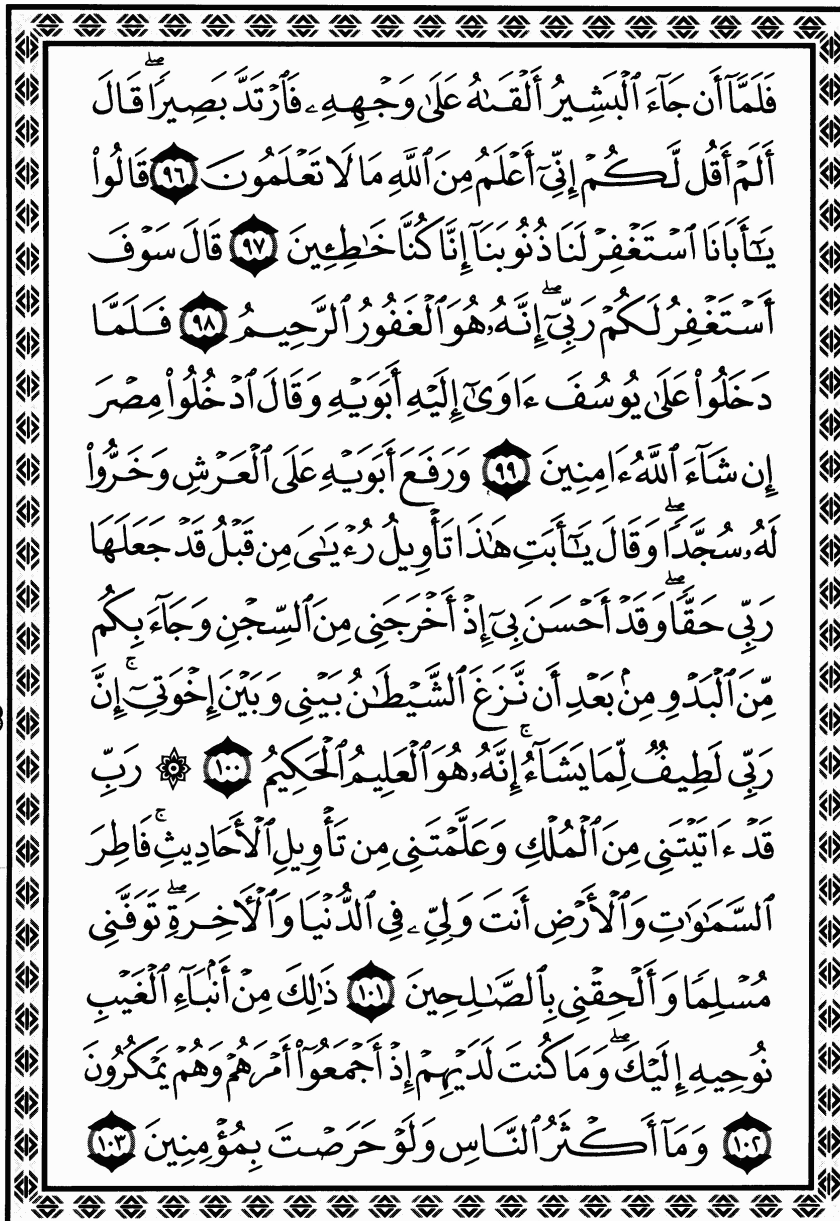 فَلَمَّآ أَن جَآءَ ٱلْبَشِيرُ أَلْقَىٰهُ عَلَىٰ وَجْهِهِۦ فَٱرْتَدَّ بَصِيرًاۖ قَالَ
أَلَمْ أَقُل لَّكُمْ إِنِّىٓ أَعْلَمُ مِنَ ٱللَّهِ مَا لَا تَعْلَمُونَ ٩٦ قَالُوا۟
يَـٰٓأَبَانَا ٱسْتَغْفِرْ لَنَا ذُنُوبَنَآ إِنَّا كُنَّا خَـٰطِـِٔينَ ٩٧ قَالَ سَوْفَ
أَسْتَغْفِرُ لَكُمْ رَبِّىٓۖ إِنَّهُۥ هُوَ ٱلْغَفُورُ ٱلرَّحِيمُ ٩٨ فَلَمَّا
دَخَلُوا۟ عَلَىٰ يُوسُفَ ءَاوَىٰٓ إِلَيْهِ أَبَوَيْهِ وَقَالَ ٱدْخُلُوا۟ مِصْرَ
إِن شَآءَ ٱللَّهُ ءَامِنِينَ ٩٩ وَرَفَعَ أَبَوَيْهِ عَلَى ٱلْعَرْشِ وَخَرُّوا۟
لَهُۥ سُجَّدًاۖ وَقَالَ يَـٰٓأَبَتِ هَـٰذَا تَأْوِيلُ رُءْيَـٰىَ مِن قَبْلُ قَدْ جَعَلَهَا
رَبِّى حَقًّاۖ وَقَدْ أَحْسَنَ بِىٓ إِذْ أَخْرَجَنِى مِنَ ٱلسِّجْنِ وَجَآءَ بِكُم
مِّنَ ٱلْبَدْوِ مِنۢ بَعْدِ أَن نَّزَغَ ٱلشَّيْطَـٰنُ بَيْنِى وَبَيْنَ إِخْوَتِىٓۚ إِنَّ
رَبِّى لَطِيفٌ لِّمَا يَشَآءُۚ إِنَّهُۥ هُوَ ٱلْعَلِيمُ ٱلْحَكِيمُ ١٠٠ ۞ رَبِّ
قَدْ ءَاتَيْتَنِى مِنَ ٱلْمُلْكِ وَعَلَّمْتَنِى مِن تَأْوِيلِ ٱلْأَحَادِيثِۚ فَاطِرَ
ٱلسَّمَـٰوَٰتِ وَٱلْأَرْضِ أَنتَ وَلِىِّۦ فِى ٱلدُّنْيَا وَٱلْـَٔاخِرَةِۖ تَوَفَّنِى
مُسْلِمًا وَأَلْحِقْنِى بِٱلصَّـٰلِحِينَ ١٠١ ذَٰلِكَ مِنْ أَنۢبَآءِ ٱلْغَيْبِ
نُوحِيهِ إِلَيْكَۖ وَمَا كُنتَ لَدَيْهِمْ إِذْ أَجْمَعُوٓا۟ أَمْرَهُمْ وَهُمْ يَمْكُرُونَ
١٠٢ وَمَآ أَكْثَرُ ٱلنَّاسِ وَلَوْ حَرَصْتَ بِمُؤْمِنِينَ ١٠٣